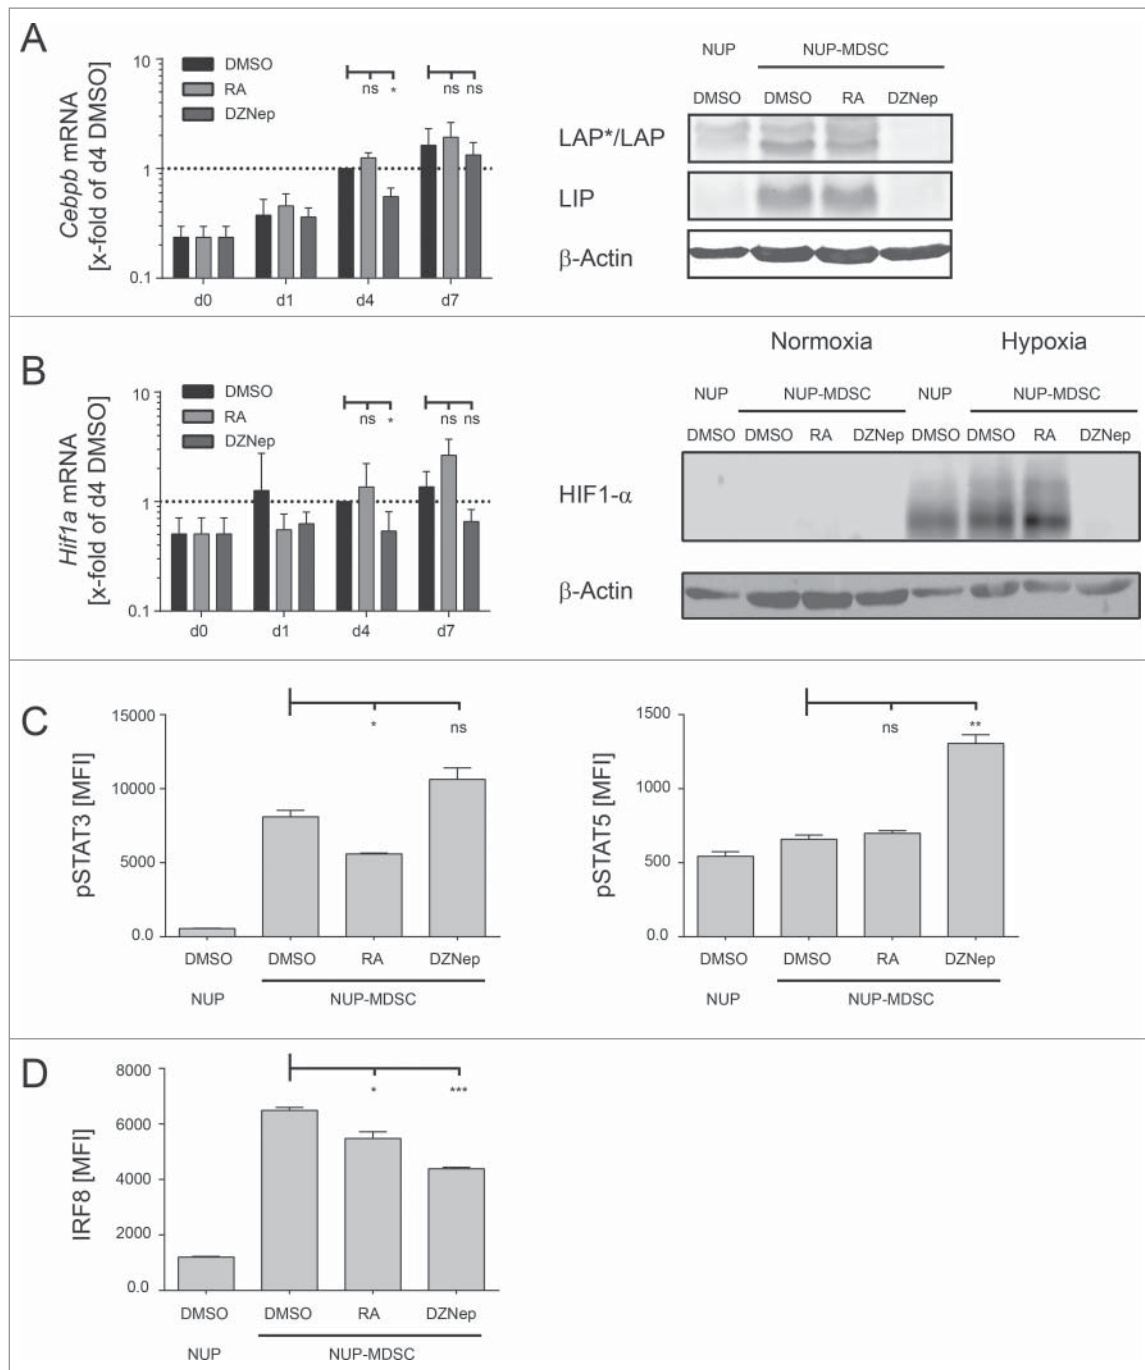 A
Cebpb mRNA
[x-fold of d4 DMSO]
10
1
0.1
DMSO
RA
DZNep
ns *
ns ns
d0 d1 d4 d7
NUP NUP-MDSC
DMSO DMSO RA DZNep
LAP*/LAP
LIP
β-Actin
B
Hif1a mRNA
[x-fold of d4 DMSO]
10
1
0.1
DMSO
RA
DZNep
ns *
ns ns
d0 d1 d4 d7
Normoxia Hypoxia
NUP NUP-MDSC NUP NUP-MDSC
DMSO DMSO RA DZNep DMSO DMSO RA DZNep
HIF1-α
β-Actin
C
pSTAT3 [MFI]
15000
10000
5000
0.0
* ns
DMSO DMSO RA DZNep
NUP NUP-MDSC
pSTAT5 [MFI]
1500
1000
500
0.0
ns **
DMSO DMSO RA DZNep
NUP NUP-MDSC
D
IRF8 [MFI]
8000
6000
4000
2000
0.0
* ***
DMSO DMSO RA DZNep
NUP NUP-MDSC